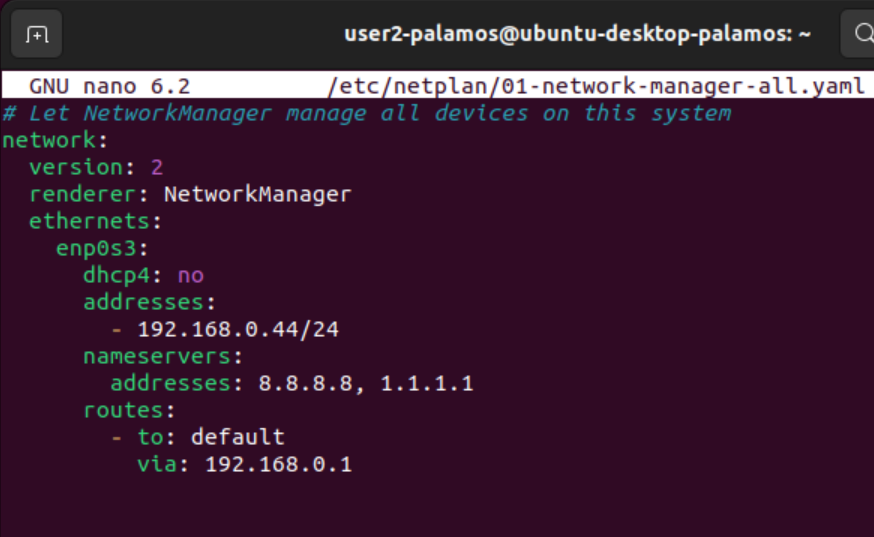 user2-palamos@ubuntu-desktop-palamos: ~
GNU nano 6.2 /etc/netplan/01-network-manager-all.yaml
# Let NetworkManager manage all devices on this system
network:
  version: 2
  renderer: NetworkManager
  ethernets:
    enp0s3:
      dhcp4: no
      addresses:
        - 192.168.0.44/24
      nameservers:
        addresses: 8.8.8.8, 1.1.1.1
      routes:
        - to: default
          via: 192.168.0.1